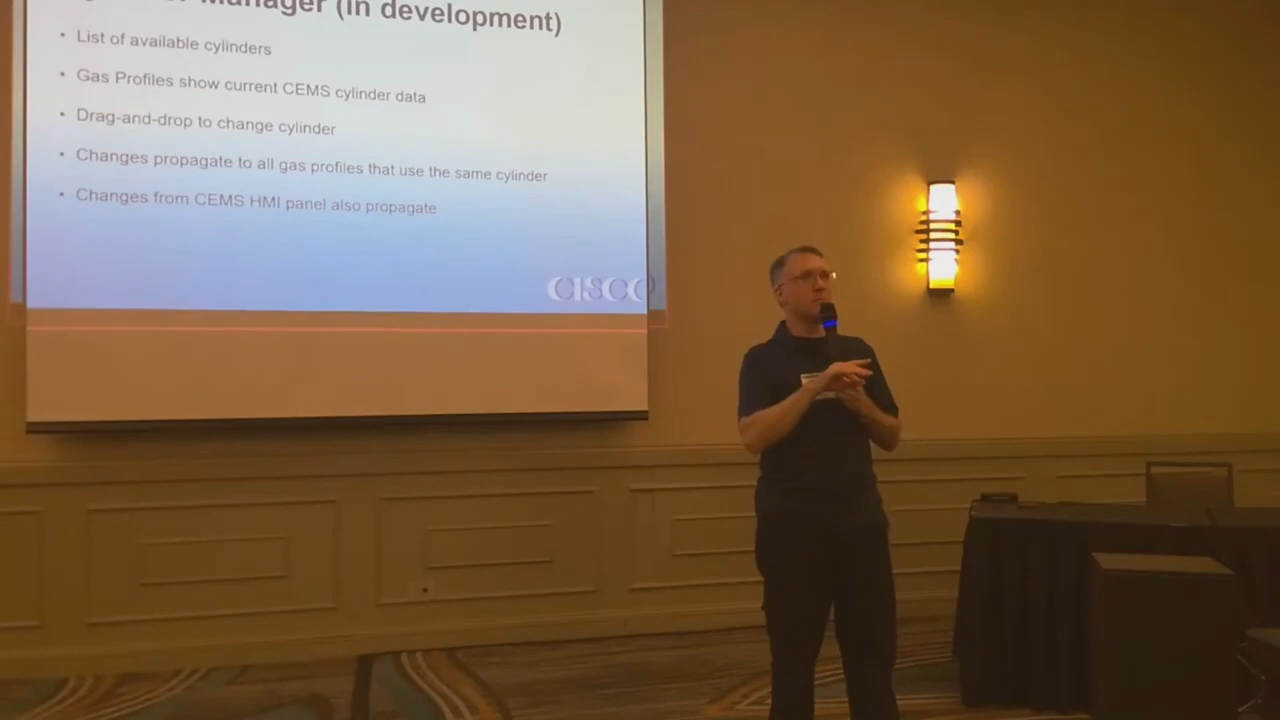 Manager (in development)
• List of available cylinders
• Gas Profiles show current CEMS cylinder data
• Drag-and-drop to change cylinder
• Changes propagate to all gas profiles that use the same cylinder
• Changes from CEMS HMI panel also propagate
CISCO